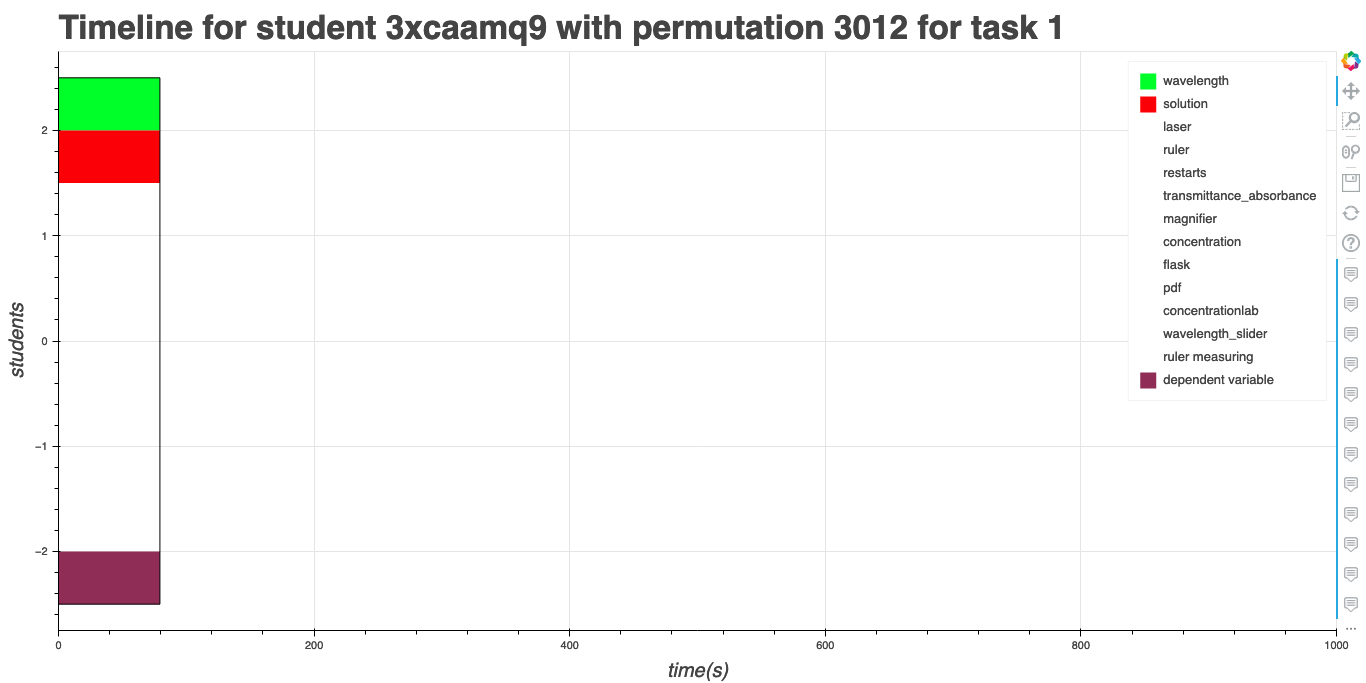 Timeline for student 3xcaamq9 with permutation 3012 for task 1
wavelength
solution
laser
ruler
restarts
transmittance_absorbance
magnifier
concentration
flask
pdf
concentrationlab
wavelength_slider
ruler measuring
dependent variable
students
2
1
0
−1
−2
0 200 400 600 800 1000
time(s)